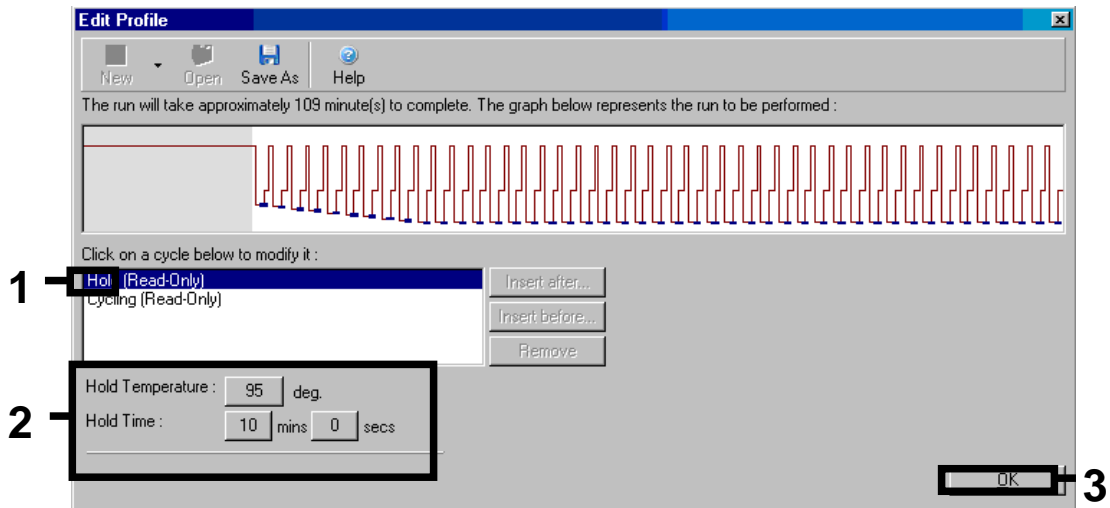 Edit Profile
New Open Save As Help
The run will take approximately 109 minute(s) to complete. The graph below represents the run to be performed :
Click on a cycle below to modify it :
1
Hold (Read-Only)
Cycling (Read-Only)
Insert after...
Insert before...
Remove
2
Hold Temperature : 95 deg.
Hold Time : 10 mins 0 secs
OK
3